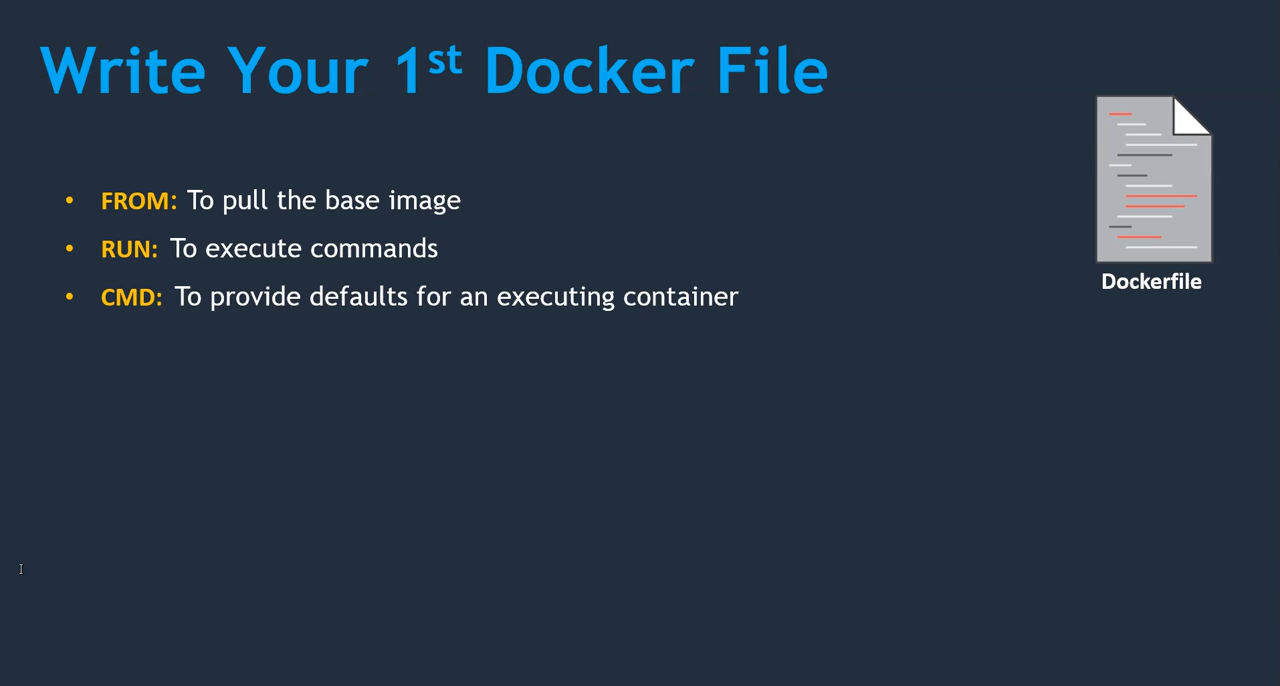 Write Your 1st Docker File
• FROM: To pull the base image
• RUN: To execute commands
• CMD: To provide defaults for an executing container
Dockerfile